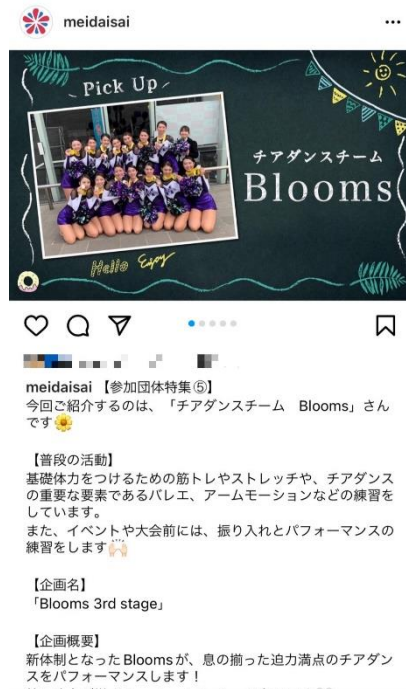 meidaisai
Pick Up
チアダンスチーム
Blooms
Hello Enjoy
meidaisai 【参加団体特集⑤】
今回ご紹介するのは、「チアダンスチーム　Blooms」さん
です🌼
【普段の活動】
基礎体力をつけるための筋トレやストレッチや、チアダンス
の重要な要素であるバレエ、アームモーションなどの練習を
しています。
また、イベントや大会前には、振り入れとパフォーマンスの
練習をします🙌🏻
【企画名】
「Blooms 3rd stage」
【企画概要】
新体制となったBloomsが、息の揃った迫力満点のチアダン
スをパフォーマンスします！